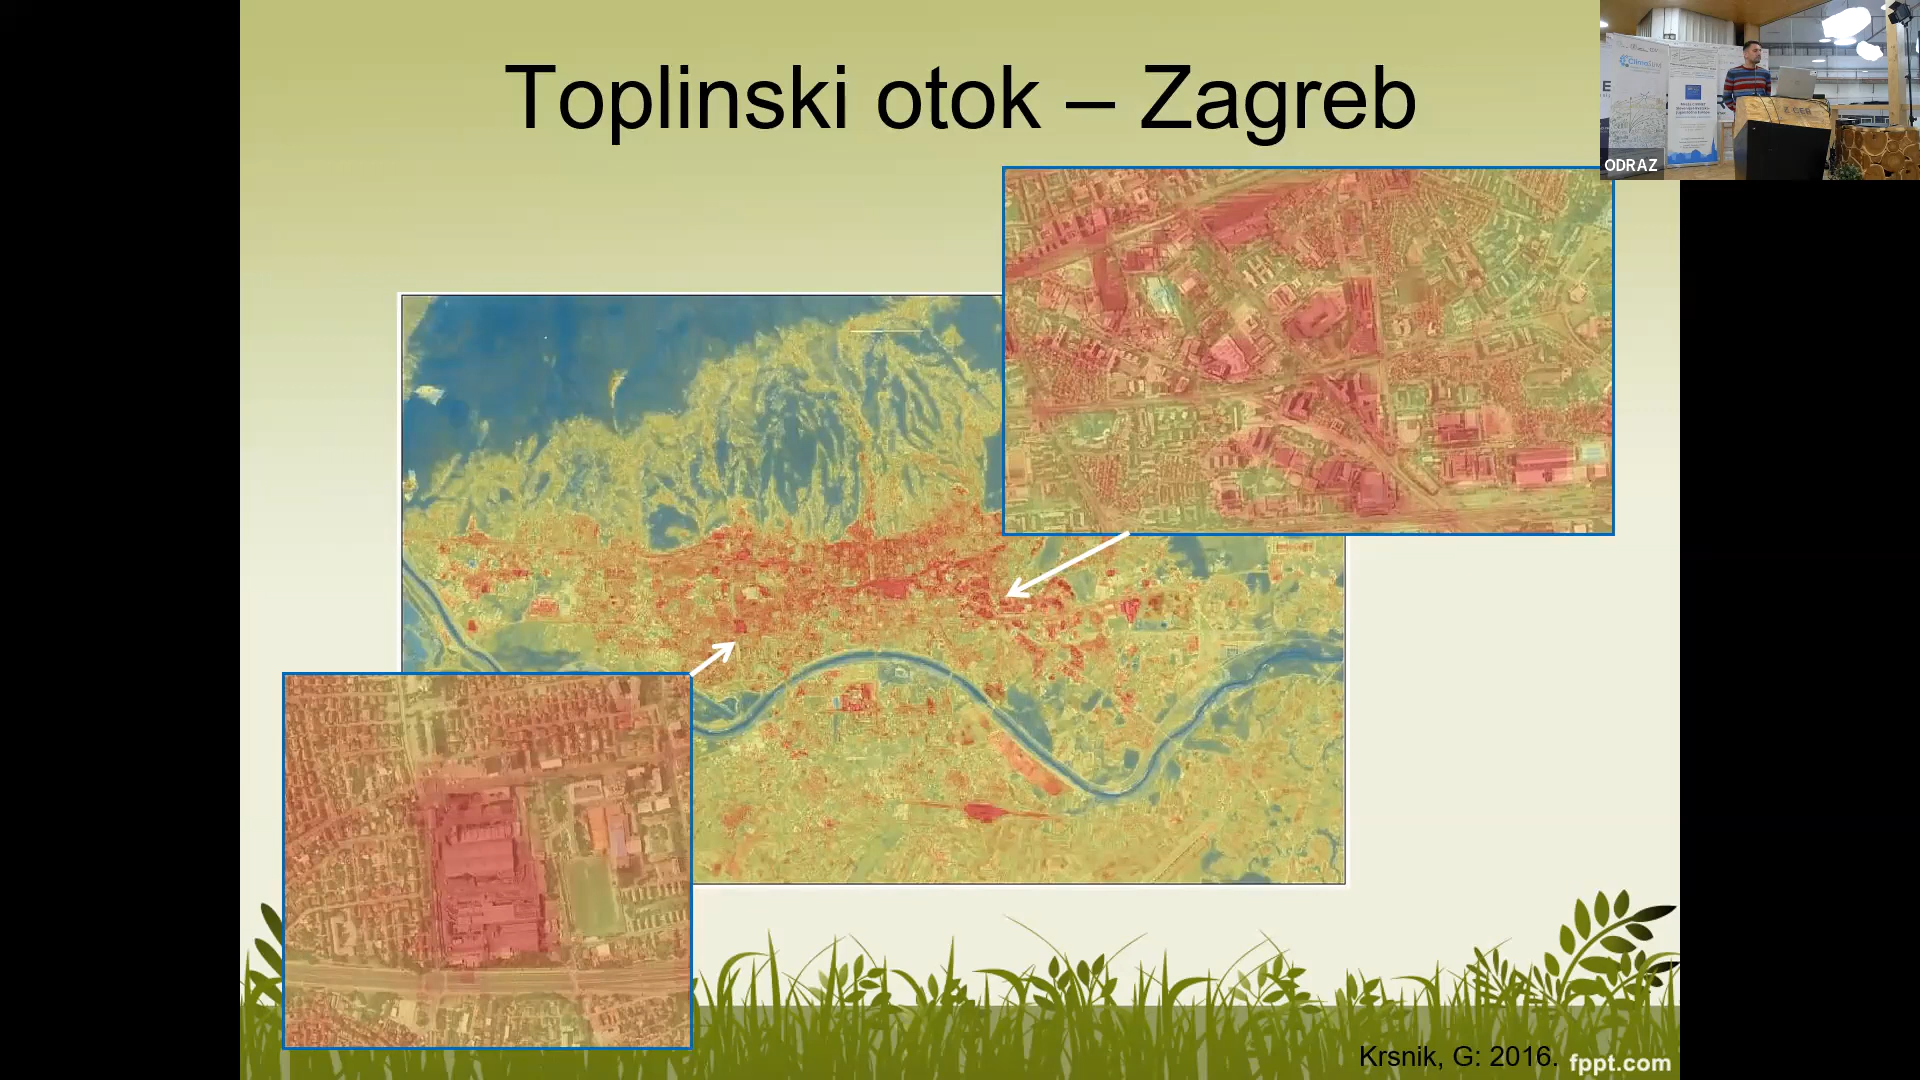 Toplinski otok – Zagreb
ODRAZ
Krsnik, G: 2016.
fppt.com